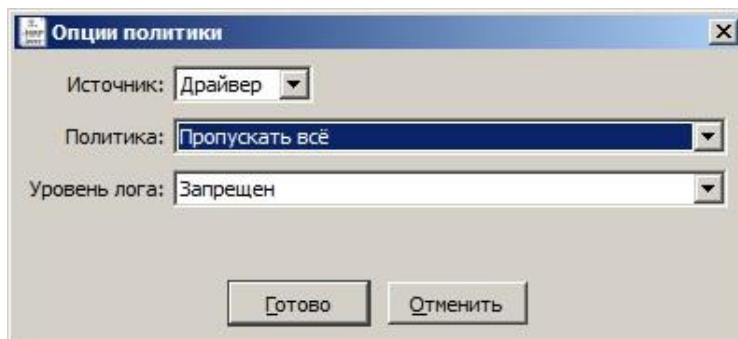 Опции политики
Источник: Драйвер
Политика: Пропускать всё
Уровень лога: Запрещен
Готово Отменить